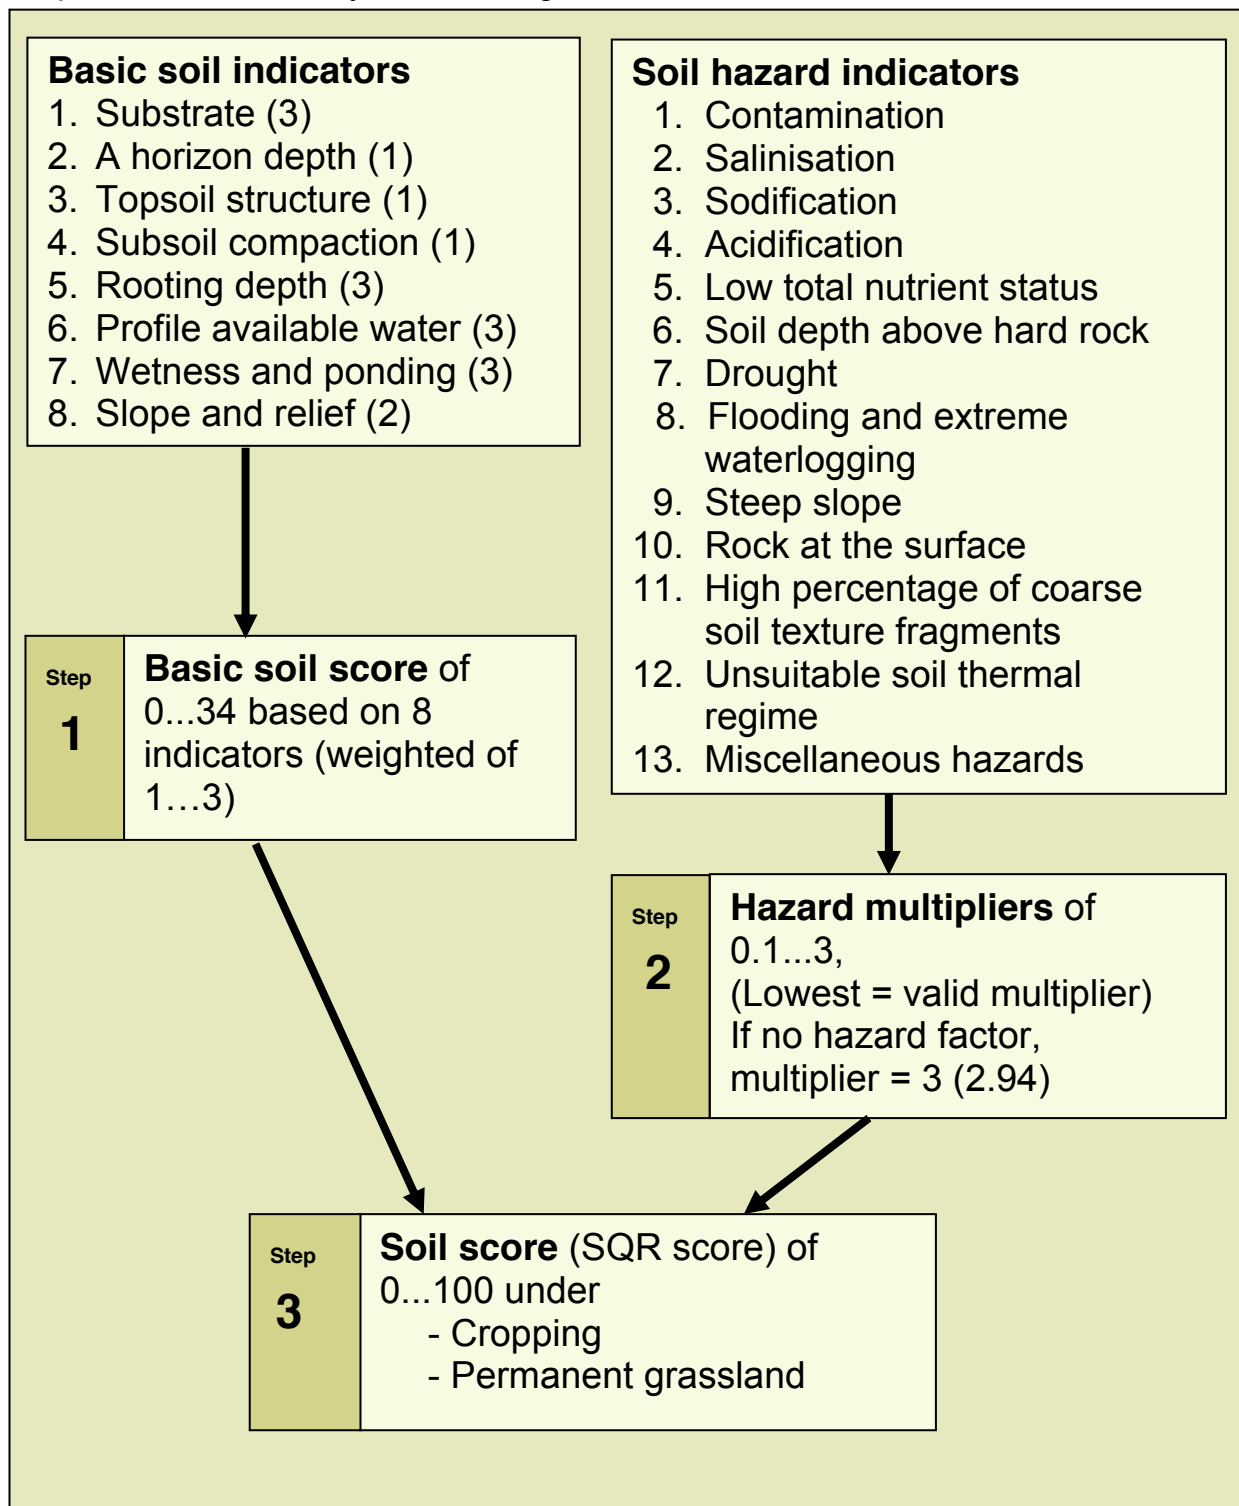 Basic soil indicators
1. Substrate (3)
2. A horizon depth (1)
3. Topsoil structure (1)
4. Subsoil compaction (1)
5. Rooting depth (3)
6. Profile available water (3)
7. Wetness and ponding (3)
8. Slope and relief (2)
Soil hazard indicators
1. Contamination
2. Salinisation
3. Sodification
4. Acidification
5. Low total nutrient status
6. Soil depth above hard rock
7. Drought
8. Flooding and extreme
waterlogging
9. Steep slope
10. Rock at the surface
11. High percentage of coarse
soil texture fragments
12. Unsuitable soil thermal
regime
13. Miscellaneous hazards
Step
1
Basic soil score of
0...34 based on 8
indicators (weighted of
1…3)
Step
2
Hazard multipliers of
0.1...3,
(Lowest = valid multiplier)
If no hazard factor,
multiplier = 3 (2.94)
Step
3
Soil score (SQR score) of
0...100 under
- Cropping
- Permanent grassland